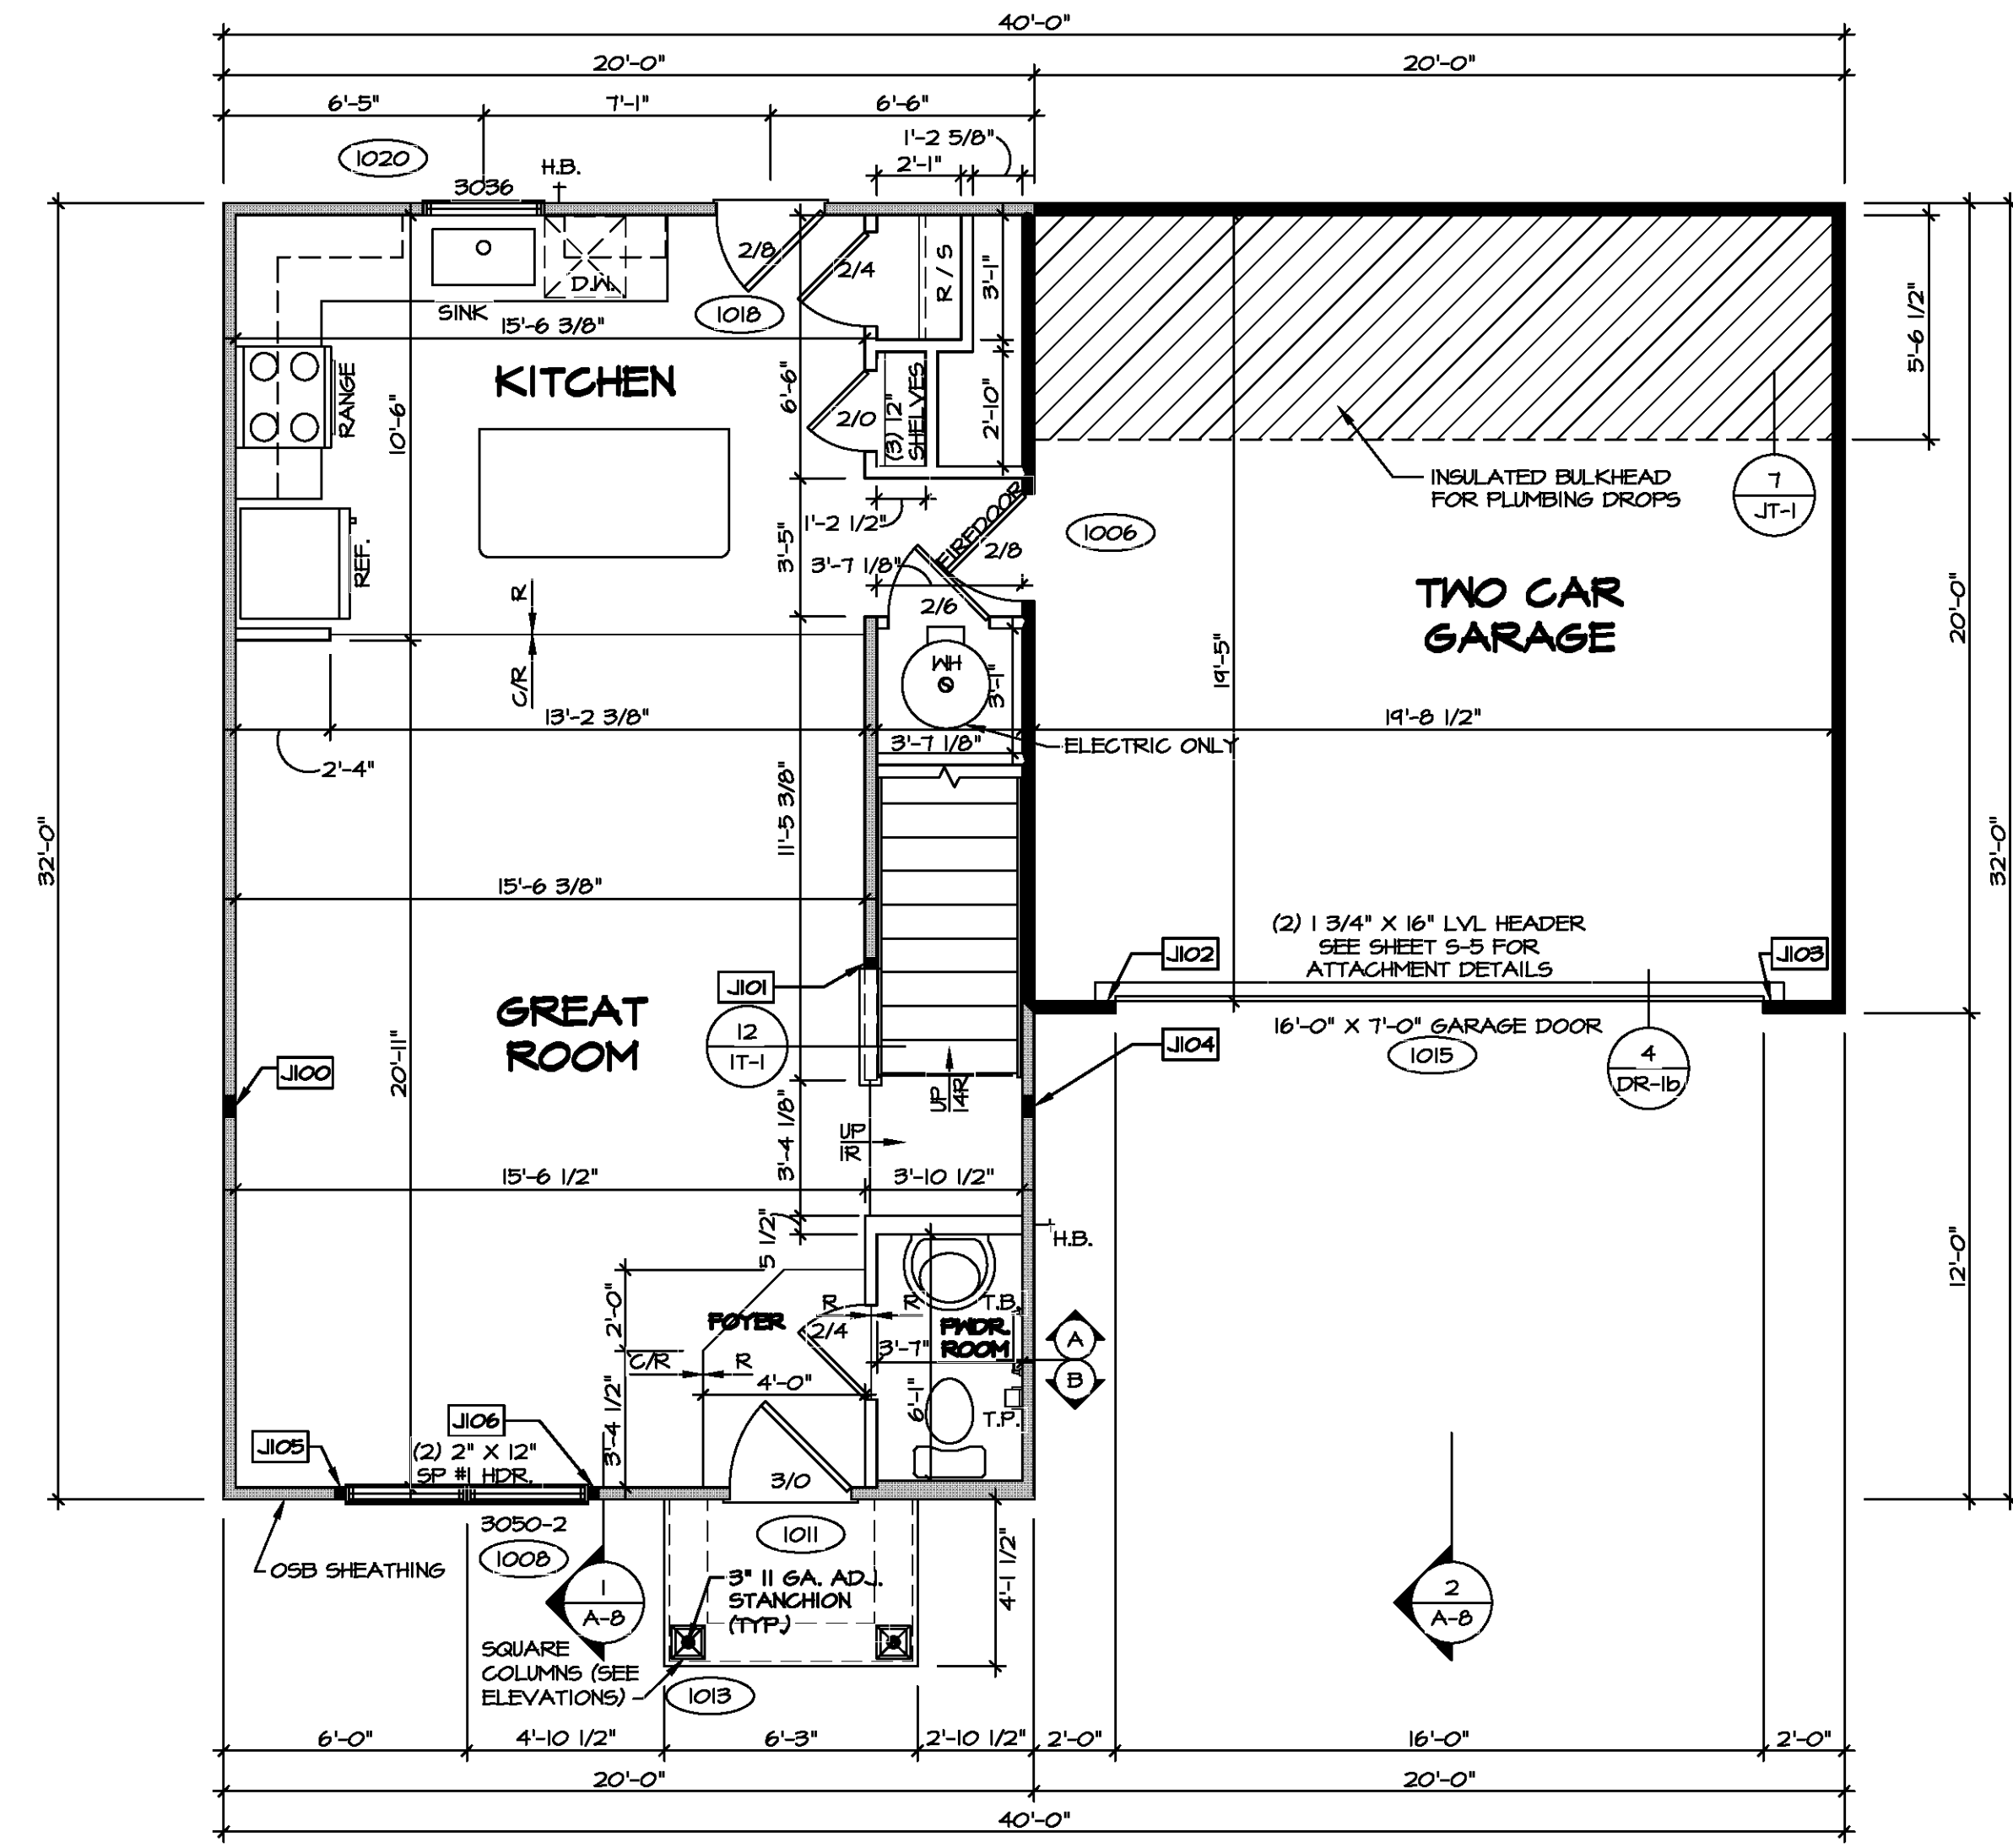 40'-0"
20'-0"
20'-0"
6'-5"
7'-1"
6'-6"
1'-2 5/8"
2'-1"
1020
3036
H.B.
2/8
2/4
R / S
3'-1"
D.W.
SINK
1018
15'-6 3/8"
5'-6 1/2"
KITCHEN
RANGE
10'-6"
6'-6"
2/0
(3) 12"
SHELVES
2'-10"
INSULATED BULKHEAD
FOR PLUMBING DROPS
7
JT-1
1'-2 1/2"
FIREDOOR
2/8
1006
REF.
3'-5"
3'-7 1/8"
2/6
R
C/R
TWO CAR
GARAGE
20'-0"
WH
S
3'-1"
19'-5"
13'-2 3/8"
3'-7 1/8"
19'-8 1/2"
ELECTRIC ONLY
2'-4"
11'-5 3/8"
32'-0"
32'-0"
15'-6 3/8"
(2) 1 3/4" X 16" LVL HEADER
SEE SHEET S-5 FOR
ATTACHMENT DETAILS
J102
J103
J101
GREAT
ROOM
12
IT-1
16'-0" X 7'-0" GARAGE DOOR
1015
4
DR-1b
J104
J100
20'-11"
UP
14R
3'-4 1/8"
UP
1R
15'-6 1/2"
3'-10 1/2"
5 1/2"
H.B.
12'-0"
2'-0"
FOYER
R
R
2/4
T.B.
PWDR.
ROOM
3'-7"
A
B
C/R
R
4'-0"
6'-1"
T.P.
3'-4 1/2"
J106
J105
(2) 2" X 12"
SP #1 HDR.
3/0
3050-2
1008
1011
OSB SHEATHING
1
A-8
3" 11 GA. ADJ.
STANCHION
(TYP.)
4'-1 1/2"
2
A-8
SQUARE
COLUMNS (SEE
ELEVATIONS)
1013
6'-0"
4'-10 1/2"
6'-3"
2'-10 1/2"
2'-0"
16'-0"
2'-0"
20'-0"
20'-0"
40'-0"